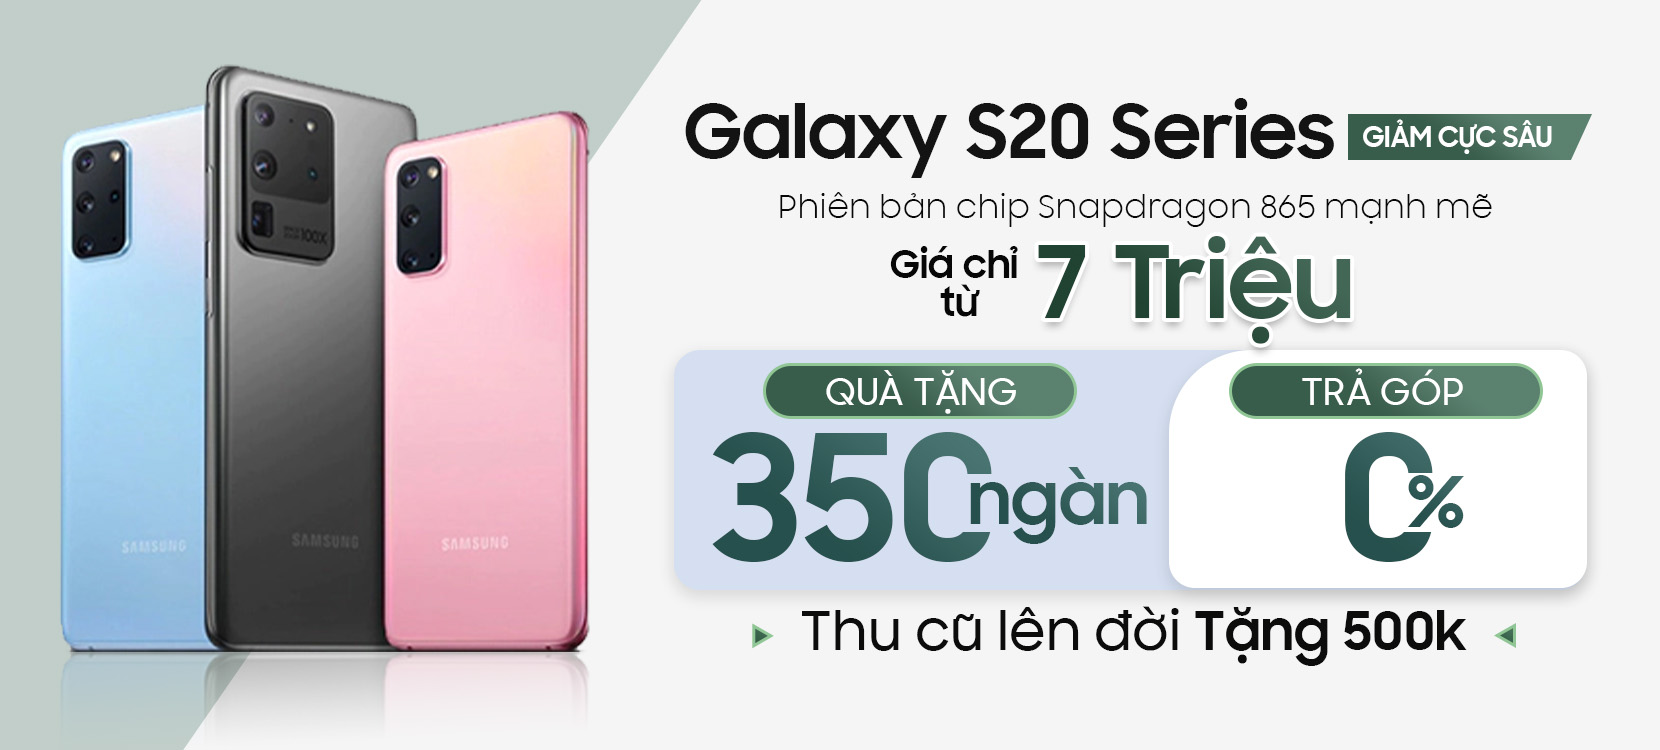 Galaxy S20 Series GIẢM CỰC SÂU
Phiên bản chip Snapdragon 865 mạnh mẽ
Giá chỉ từ 7 Triệu
QUÀ TẶNG
350 ngàn
TRẢ GÓP
0%
Thu cũ lên đời Tặng 500k
100X
SAMSUNG
SAMSUNG
SAMSUNG